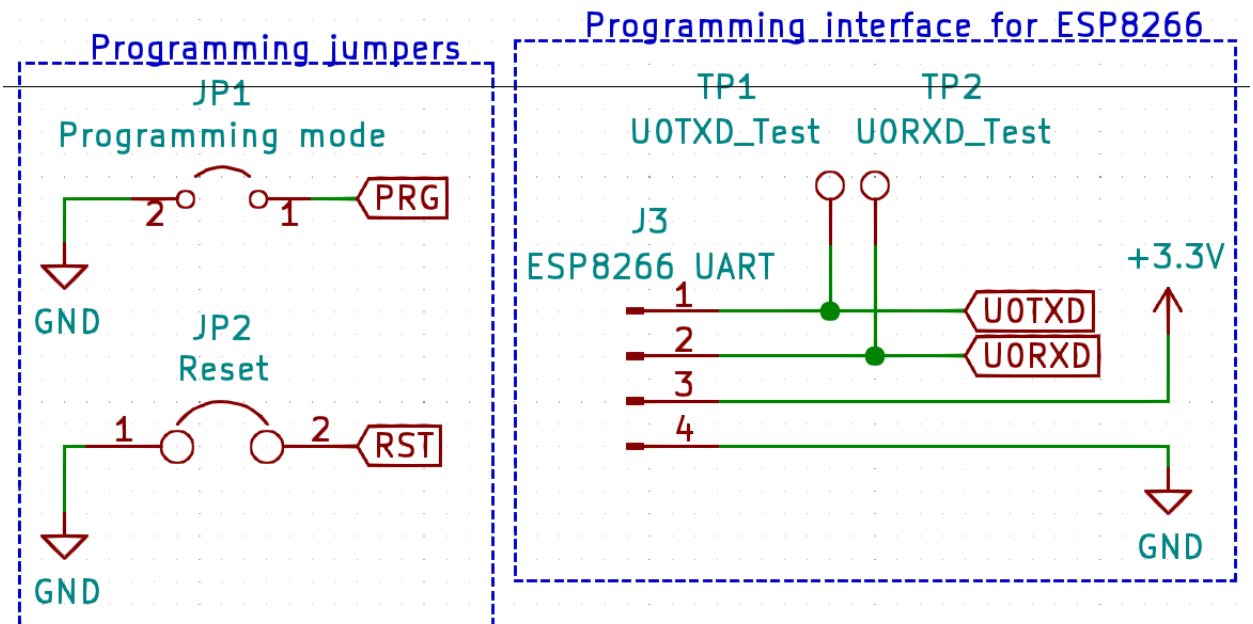 Programming jumpers
JP1
Programming mode
2
1
PRG
GND
JP2
Reset
1
2
RST
GND
Programming interface for ESP8266
TP1
TP2
U0TXD_Test
U0RXD_Test
J3
ESP8266 UART
+3.3V
1
U0TXD
2
U0RXD
3
4
GND